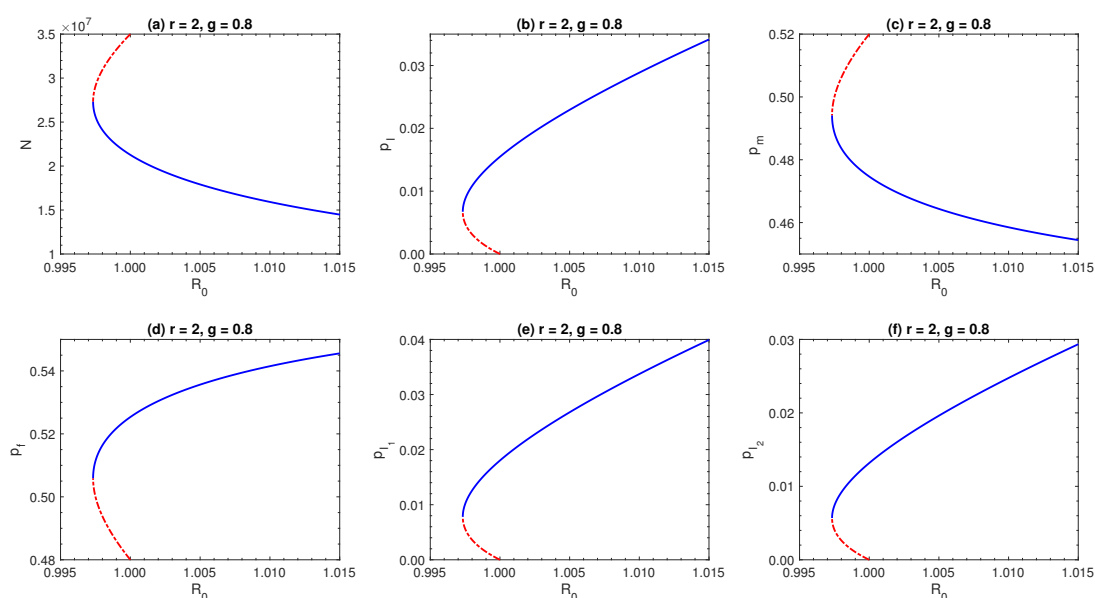 (a) r = 2, g = 0.8
×10⁷
3.5
3
2.5
2
1.5
1
N
0.995 1.000 1.005 1.010 1.015
R₀
(b) r = 2, g = 0.8
0.03
0.02
0.01
0.00
p_I
0.995 1.000 1.005 1.010 1.015
R₀
(c) r = 2, g = 0.8
0.52
0.50
0.48
0.46
p_m
0.995 1.000 1.005 1.010 1.015
R₀
(d) r = 2, g = 0.8
0.54
0.52
0.50
0.48
p_f
0.995 1.000 1.005 1.010 1.015
R₀
(e) r = 2, g = 0.8
0.04
0.03
0.02
0.01
0.00
p_I₁
0.995 1.000 1.005 1.010 1.015
R₀
(f) r = 2, g = 0.8
0.03
0.02
0.01
0.00
p_I₂
0.995 1.000 1.005 1.010 1.015
R₀